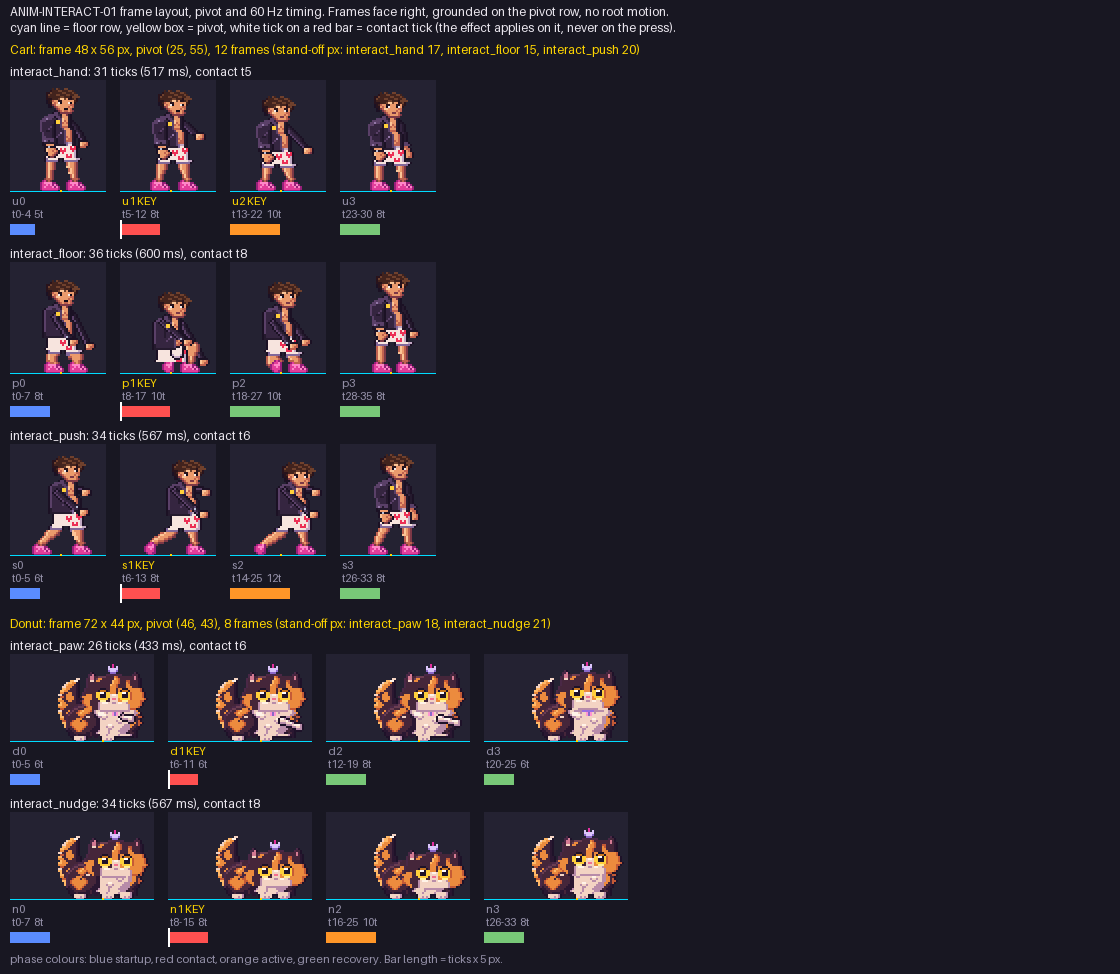 ANIM-INTERACT-01 frame layout, pivot and 60 Hz timing. Frames face right, grounded on the pivot row, no root motion.
cyan line = floor row, yellow box = pivot, white tick on a red bar = contact tick (the effect applies on it, never on the press).
Carl: frame 48 x 56 px, pivot (25, 55), 12 frames (stand-off px: interact_hand 17, interact_floor 15, interact_push 20)
interact_hand: 31 ticks (517 ms), contact t5
u0 u1 KEY u2 KEY u3
t0-4 5t t5-12 8t t13-22 10t t23-30 8t
interact_floor: 36 ticks (600 ms), contact t8
p0 p1 KEY p2 p3
t0-7 8t t8-17 10t t18-27 10t t28-35 8t
interact_push: 34 ticks (567 ms), contact t6
s0 s1 KEY s2 s3
t0-5 6t t6-13 8t t14-25 12t t26-33 8t
Donut: frame 72 x 44 px, pivot (46, 43), 8 frames (stand-off px: interact_paw 18, interact_nudge 21)
interact_paw: 26 ticks (433 ms), contact t6
d0 d1 KEY d2 d3
t0-5 6t t6-11 6t t12-19 8t t20-25 6t
interact_nudge: 34 ticks (567 ms), contact t8
n0 n1 KEY n2 n3
t0-7 8t t8-15 8t t16-25 10t t26-33 8t
phase colours: blue startup, red contact, orange active, green recovery. Bar length = ticks x 5 px.